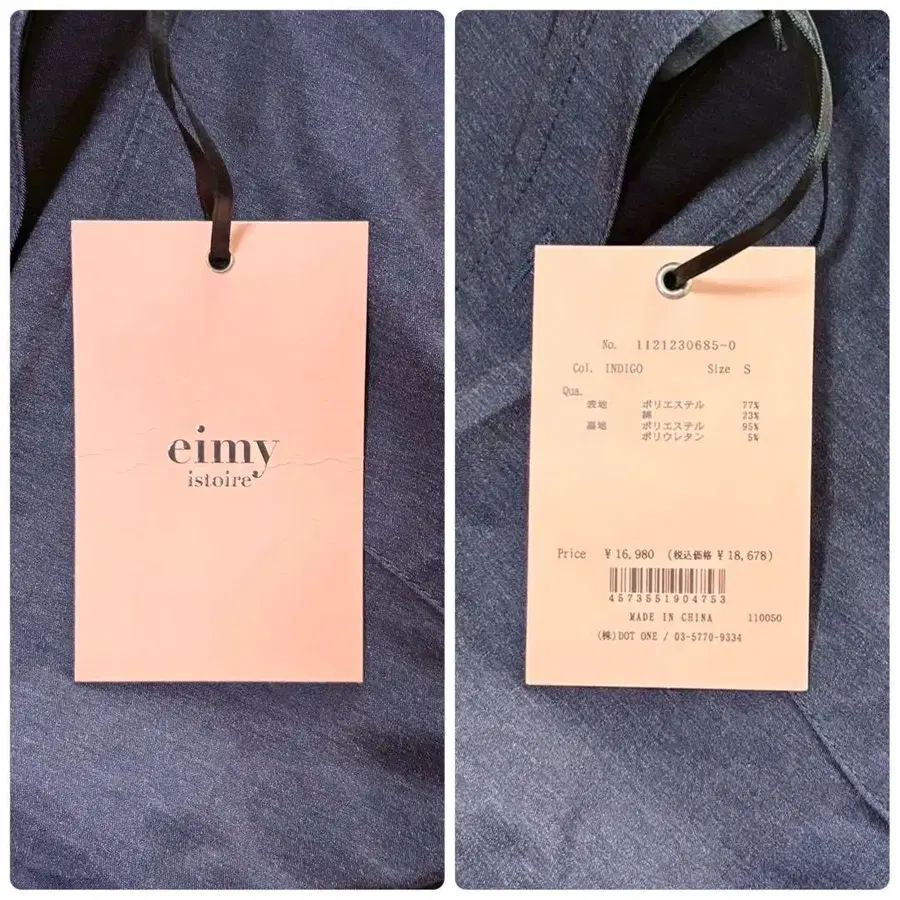 eimy
istoire
No. 1121230685-0
Col. INDIGO Size S
Qua.
表地 ポリエステル 77%
綿 23%
裏地 ポリエステル 95%
ポリウレタン 5%
Price ¥ 16,980 (税込価格 ¥ 18,678)
4573551904753
MADE IN CHINA 110050
(株)DOT ONE / 03-5770-9334